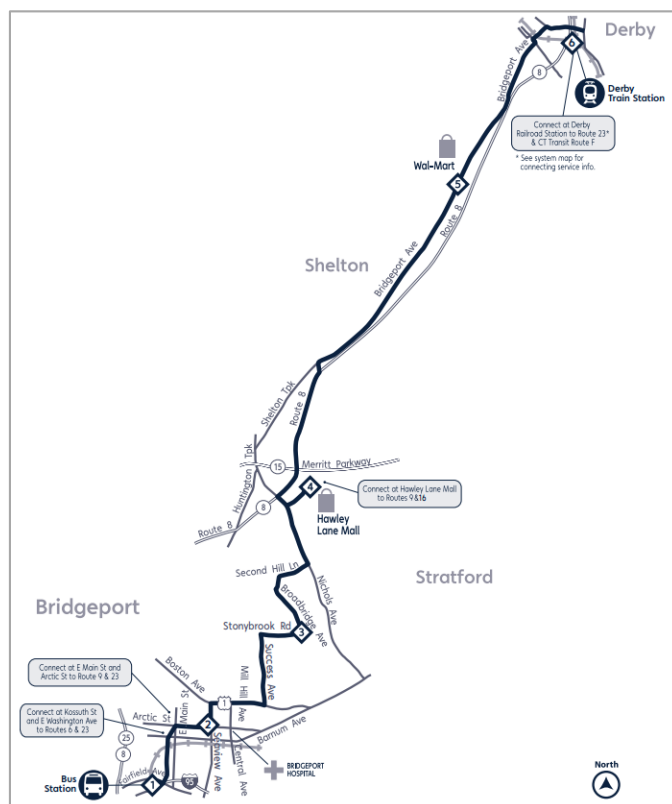 Derby
6
Bridgeport Ave
8
Derby
Train Station
Connect at Derby
Railroad Station to Route 23*
& CT Transit Route F
* See system map for
connecting service info.
Wal-Mart
5
Route 8
Bridgeport Ave
Shelton
Shelton Tpk
Route 8
Huntington Tpk
15
Merritt Parkway
4
Connect at Hawley Lane Mall
to Routes 9 &16
8
Route 8
Hawley
Lane Mall
Second Hill Ln
Nichols Ave
Stratford
Broadbridge Ave
Bridgeport
Stonybrook Rd
3
Success Ave
Boston Ave
Mill Hill Ave
Connect at E Main St and
Arctic St to Route 9 & 23
E Main St
1
Connect at Kossuth St
and E Washington Ave
to Routes 6 & 23
Arctic St
2
Barnum Ave
25
8
Seaview Ave
Central Ave
BRIDGEPORT
HOSPITAL
Fairfield Ave
95
Bus
Station
1
North